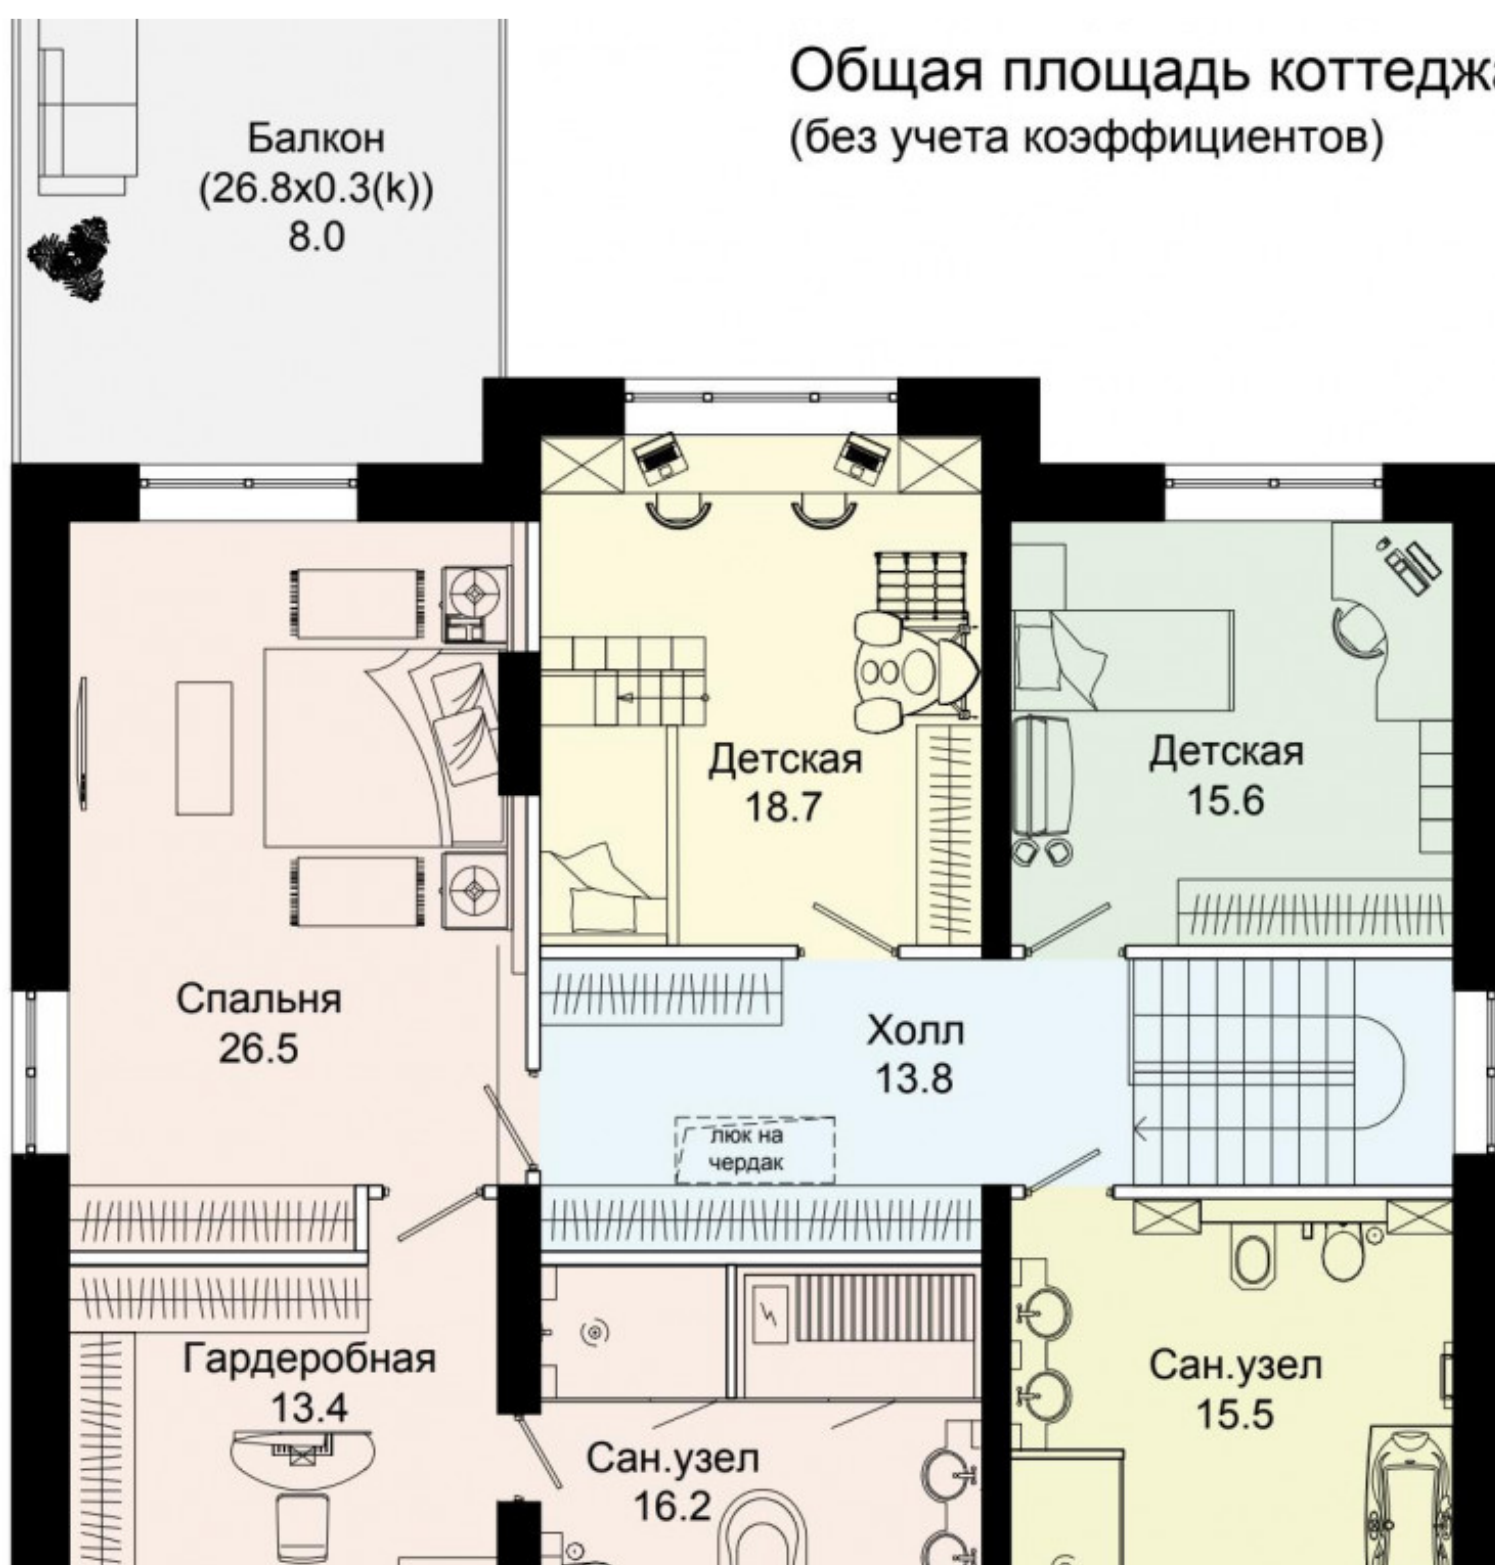 Общая площадь коттеджа
(без учета коэффициентов)
Балкон
(26.8x0.3(k))
8.0
Детская
18.7
Детская
15.6
Спальня
26.5
Холл
13.8
люк на
чердак
Гардеробная
13.4
Сан.узел
16.2
Сан.узел
15.5